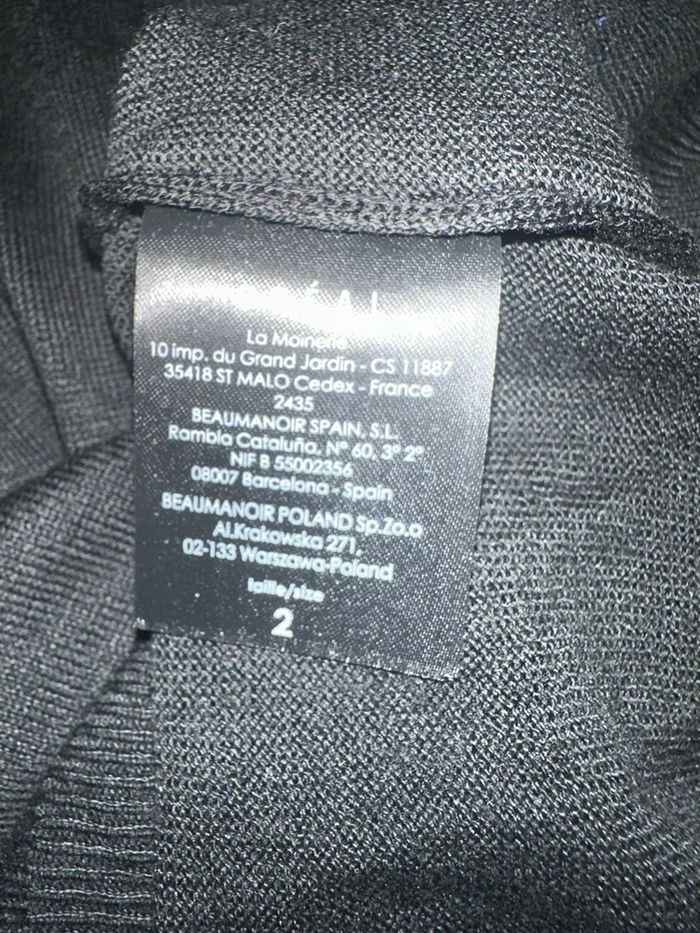 La Moinerie
10 imp. du Grand Jardin - CS 11887
35418 ST MALO Cedex - France
2435
BEAUMANOIR SPAIN, S.L.
Rambla Cataluña, Nº 60, 3º 2ª
NIF B 55002356
08007 Barcelona - Spain
BEAUMANOIR POLAND Sp.Zo.o
Al.Krakowska 271,
02-133 Warszawa-Poland
taille/size
2